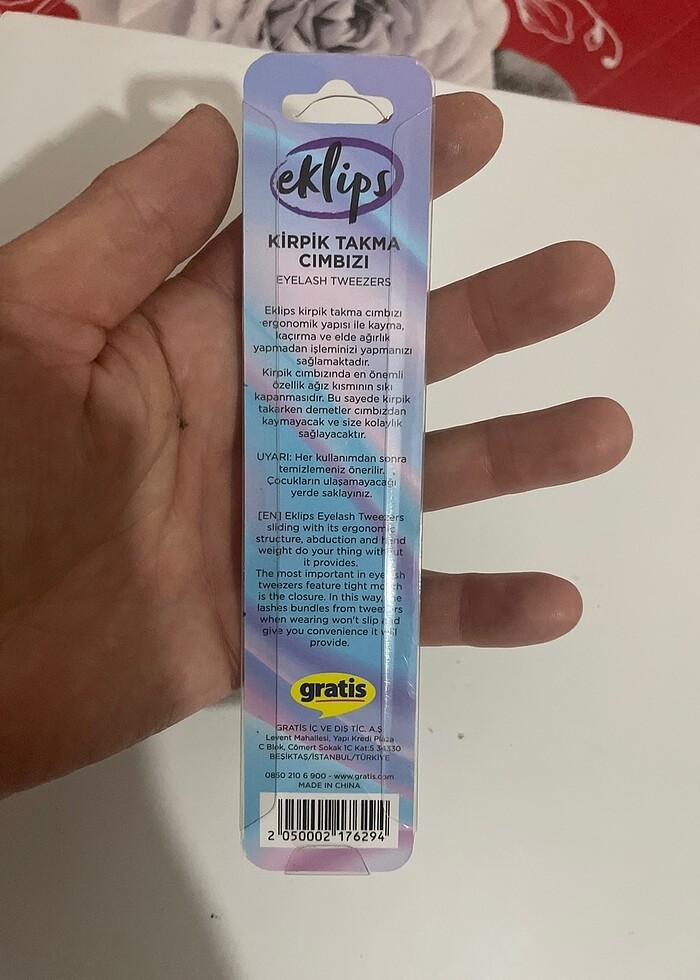 eklips
KİRPİK TAKMA
CIMBIZI
EYELASH TWEEZERS
Eklips kirpik takma cımbızı
ergonomik yapısı ile kayma,
kaçırma ve elde ağırlık
yapmadan işleminizi yapmanızı
sağlamaktadır.
Kirpik cımbızında en önemli
özellik ağız kısmının sıkı
kapanmasıdır. Bu sayede kirpik
takarken demetler cımbızdan
kaymayacak ve size kolaylık
sağlayacaktır.
UYARI: Her kullanımdan sonra
temizlemeniz önerilir.
Çocukların ulaşamayacağı
yerde saklayınız.
[EN] Eklips Eyelash Tweezers
sliding with its ergonomic
structure, abduction and hand
weight do your thing without
it provides.
The most important in eyelash
tweezers feature tight mouth
is the closure. In this way, the
lashes bundles from tweezers
when wearing won't slip and
give you convenience it will
provide.
gratis
GRATİS İÇ VE DIŞ TİC. A.Ş.
Levent Mahallesi, Yapı Kredi Plaza
C Blok, Cömert Sokak 1C Kat:5 34330
BEŞİKTAŞ/İSTANBUL/TÜRKİYE
0850 210 6 900 - www.gratis.com
MADE IN CHINA
2 050002 176294